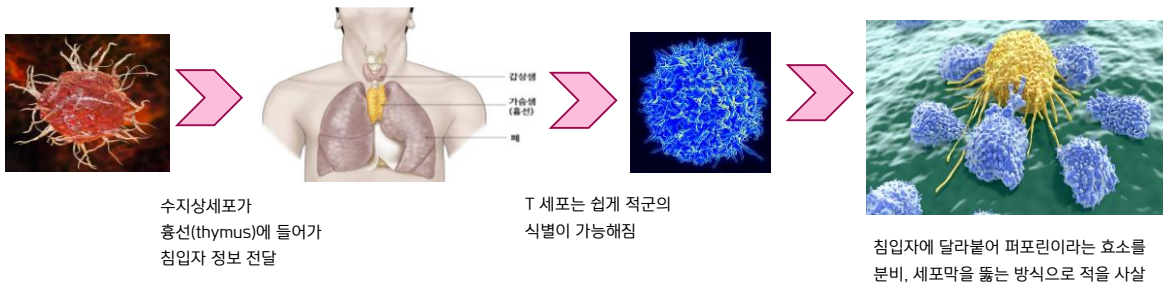 갑상샘
가슴샘
(흉선)
폐
수지상세포가
흉선(thymus)에 들어가
침입자 정보 전달
T 세포는 쉽게 적군의
식별이 가능해짐
침입자에 달라붙어 퍼포린이라는 효소를
분비, 세포막을 뚫는 방식으로 적을 사살